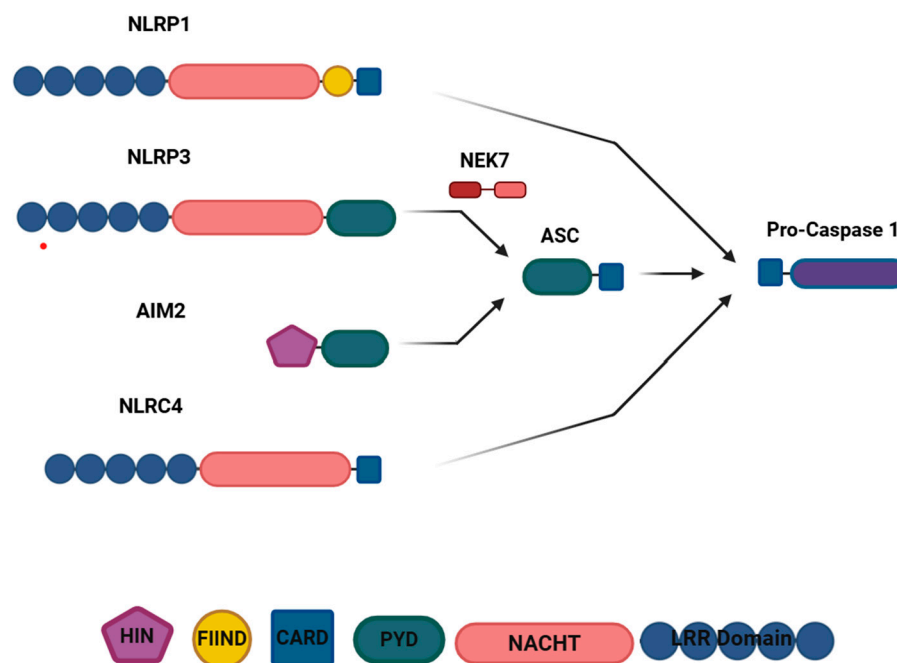 NLRP1
NLRP3
NEK7
ASC
Pro-Caspase 1
AIM2
NLRC4
HIN
FIIND
CARD
PYD
NACHT
LRR Domain